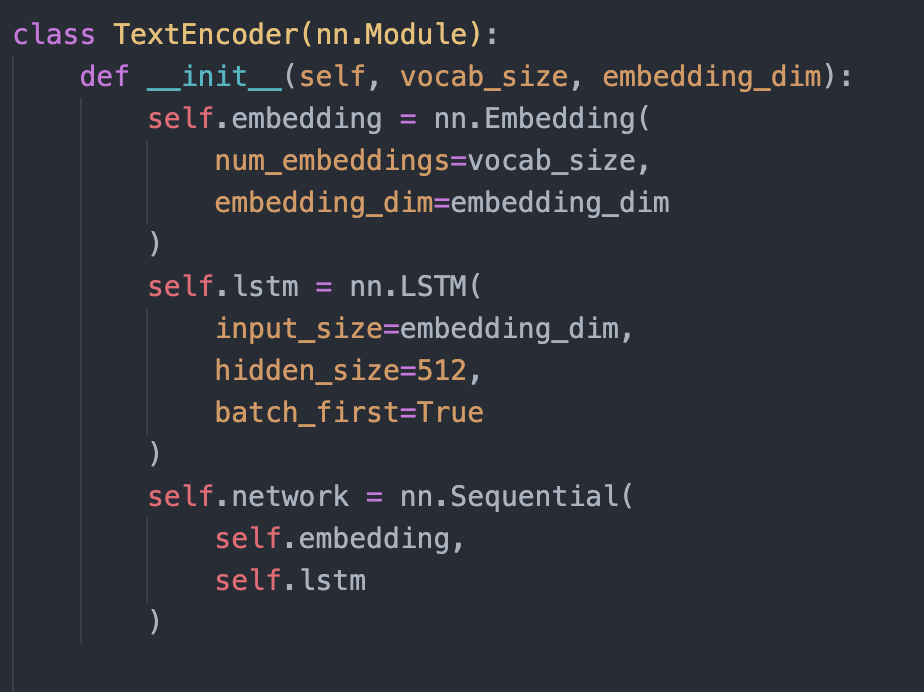 class TextEncoder(nn.Module):
    def __init__(self, vocab_size, embedding_dim):
        self.embedding = nn.Embedding(
            num_embeddings=vocab_size,
            embedding_dim=embedding_dim
        )
        self.lstm = nn.LSTM(
            input_size=embedding_dim,
            hidden_size=512,
            batch_first=True
        )
        self.network = nn.Sequential(
            self.embedding,
            self.lstm
        )